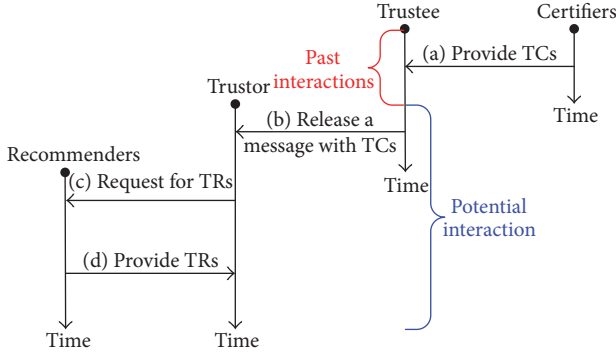 Trustee
Certifiers
(a) Provide TCs
Past
interactions
Time
Trustor
(b) Release a
message with TCs
Recommenders
Time
(c) Request for TRs
Potential
interaction
(d) Provide TRs
Time
Time